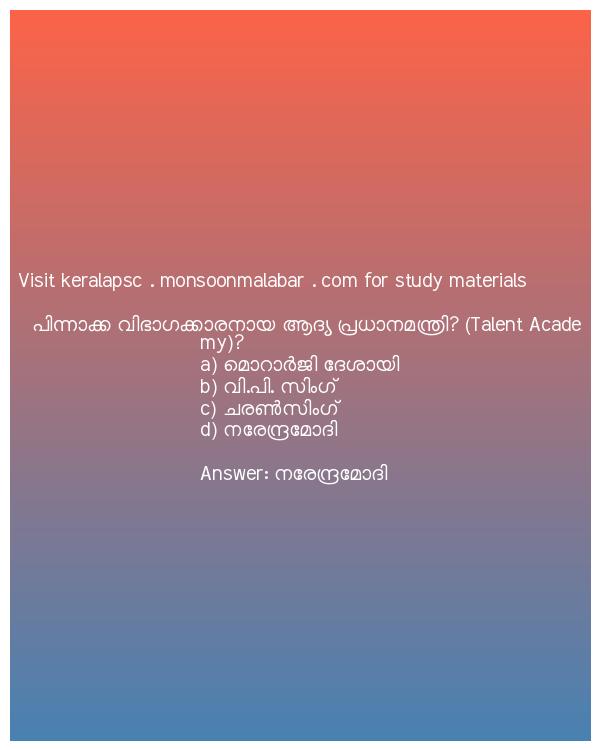 Visit keralapsc . monsoonmalabar . com for study materials
പിന്നാക്ക വിഭാഗക്കാരനായ ആദ്യ പ്രധാനമന്ത്രി? (Talent Acade
my)?
a) മൊറാർജി ദേശായി
b) വി.പി. സിംഗ്
c) ചരൺസിംഗ്
d) നരേന്ദ്രമോദി
Answer: നരേന്ദ്രമോദി